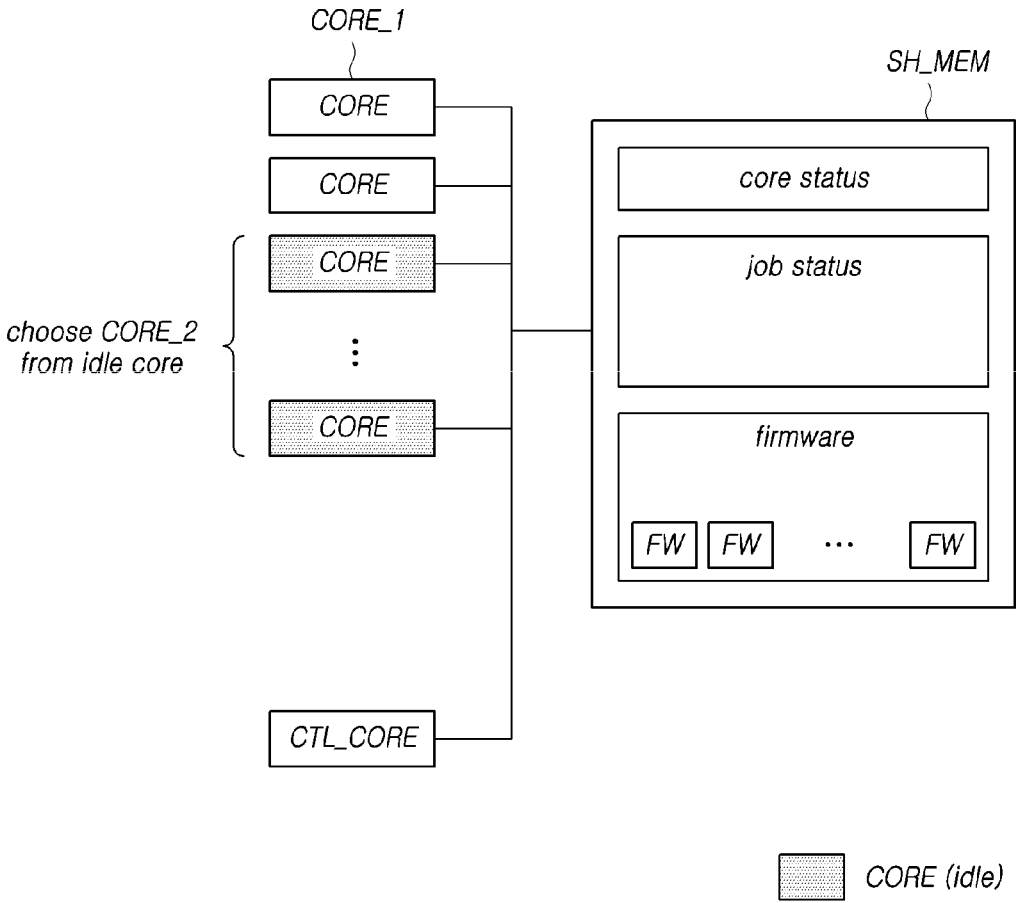 CORE_1
SH_MEM
CORE
CORE
CORE
choose CORE_2
from idle core
CORE
CTL_CORE
core status
job status
firmware
FW FW ... FW
CORE (idle)